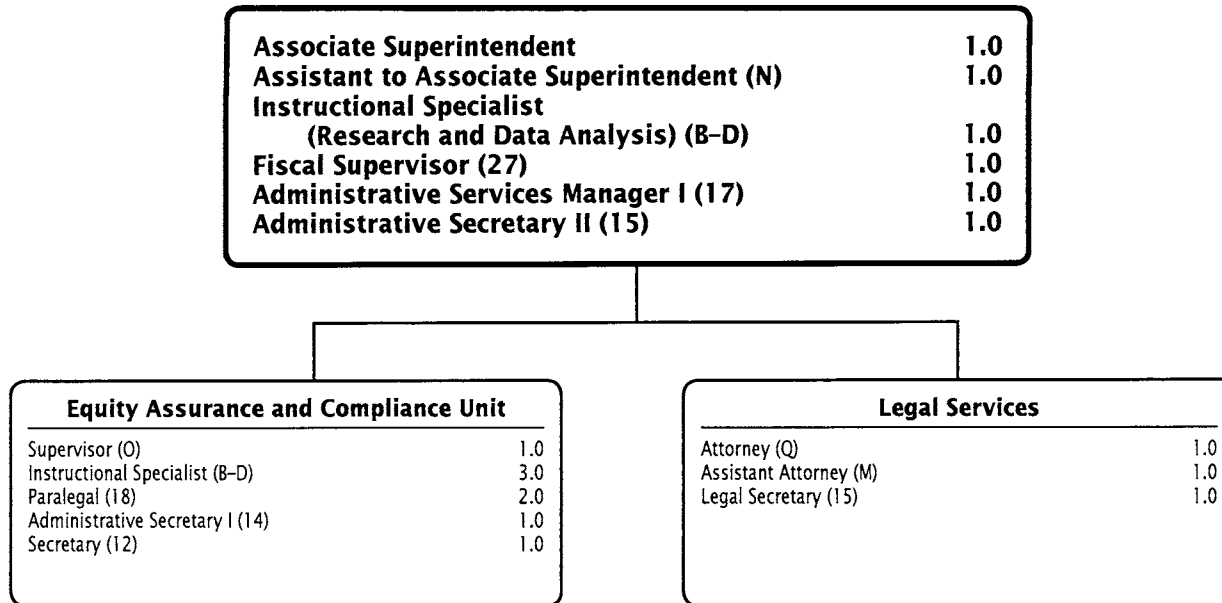 Associate Superintendent 1.0
Assistant to Associate Superintendent (N) 1.0
Instructional Specialist
(Research and Data Analysis) (B–D) 1.0
Fiscal Supervisor (27) 1.0
Administrative Services Manager I (17) 1.0
Administrative Secretary II (15) 1.0
Equity Assurance and Compliance Unit
Supervisor (O) 1.0
Instructional Specialist (B–D) 3.0
Paralegal (18) 2.0
Administrative Secretary I (14) 1.0
Secretary (12) 1.0
Legal Services
Attorney (Q) 1.0
Assistant Attorney (M) 1.0
Legal Secretary (15) 1.0